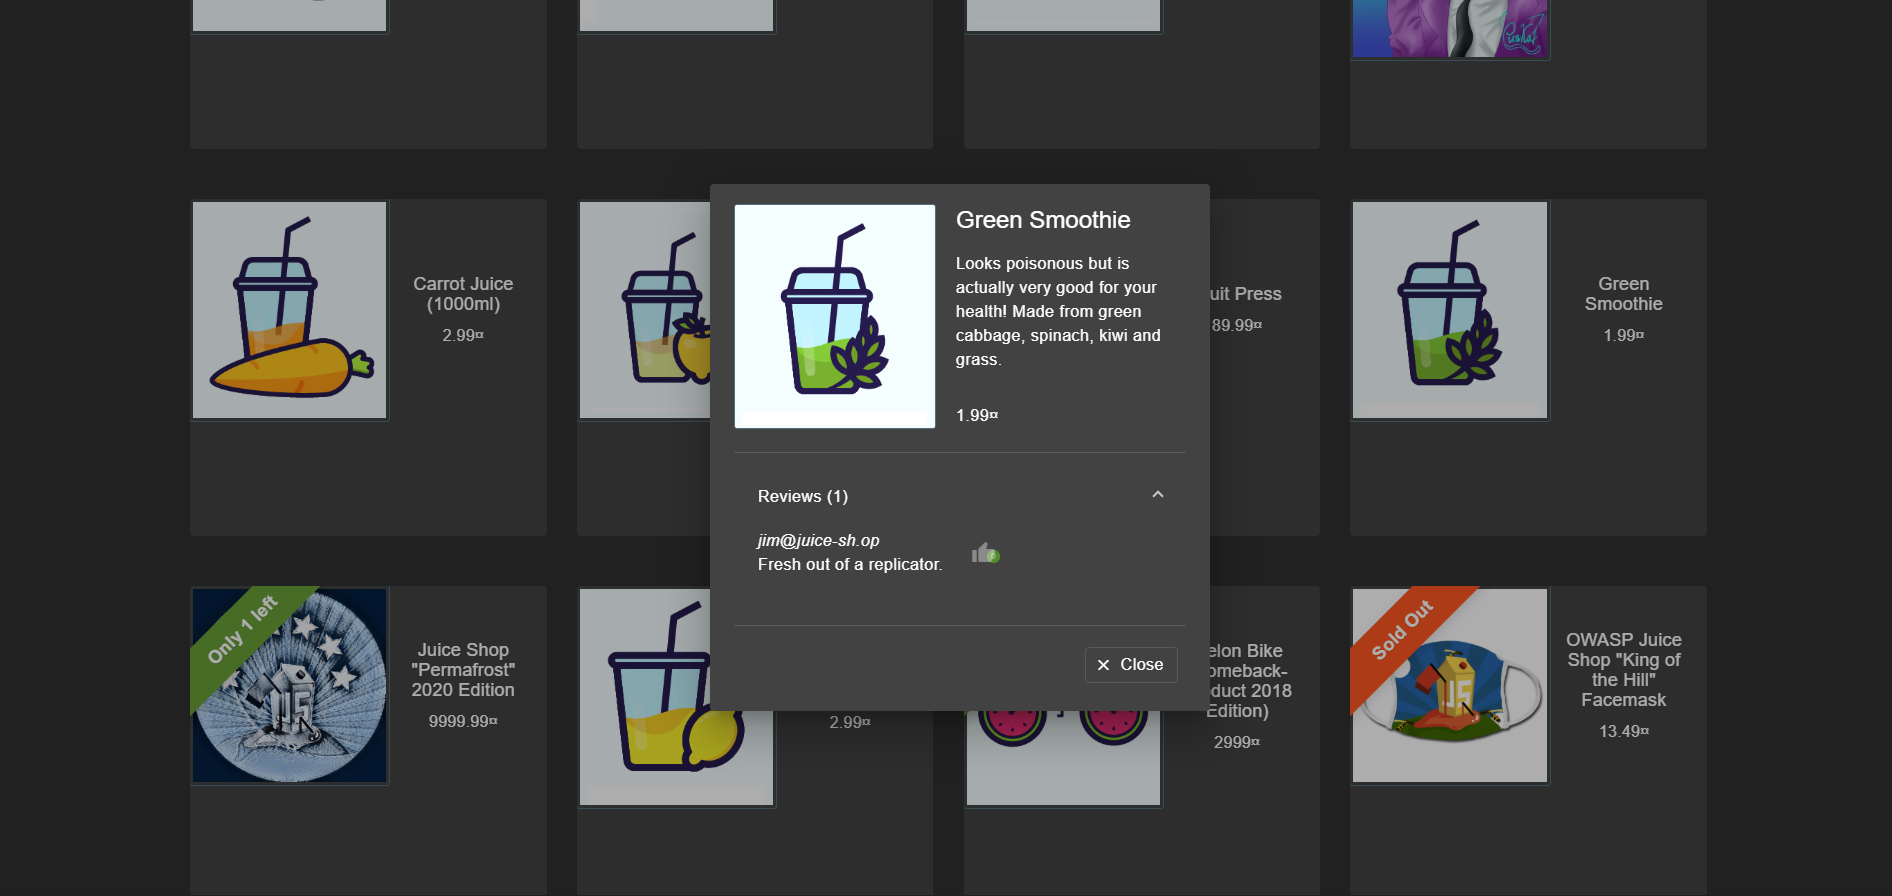 Carrot Juice
(1000ml)
2.99¤
Green Smoothie
Looks poisonous but is
actually very good for your
health! Made from green
cabbage, spinach, kiwi and
grass.
1.99¤
Reviews (1)
jim@juice-sh.op
Fresh out of a replicator.
Close
uit Press
89.99¤
Green
Smoothie
1.99¤
Only 1 left
Juice Shop
"Permafrost"
2020 Edition
9999.99¤
2.99¤
elon Bike
omeback-
duct 2018
Edition)
2999¤
Sold Out
JS
OWASP Juice
Shop "King of
the Hill"
Facemask
13.49¤